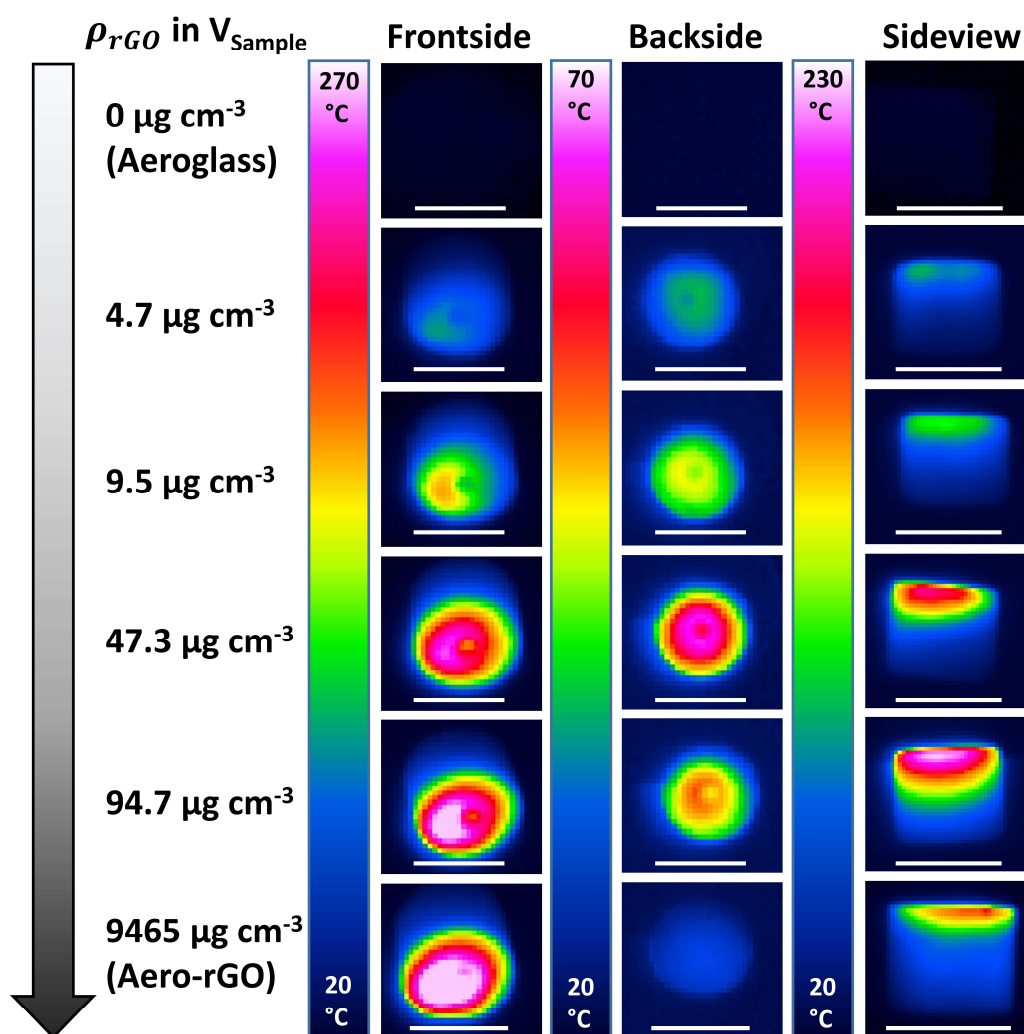 ρrGO in VSample
Frontside
Backside
Sideview
270
°C
70
°C
230
°C
0 µg cm-3
(Aeroglass)
4.7 µg cm-3
9.5 µg cm-3
47.3 µg cm-3
94.7 µg cm-3
9465 µg cm-3
(Aero-rGO)
20
°C
20
°C
20
°C